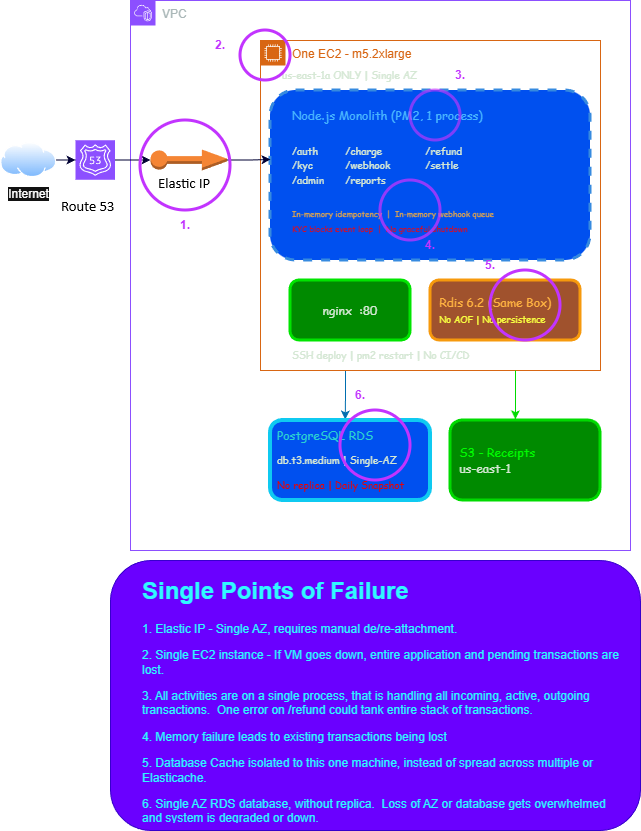 VPC
2.
One EC2 - m5.2xlarge
us-east-1a ONLY | Single AZ
3.
Node.js Monolith (PM2, 1 process)
/auth /charge /refund
/kyc /webhook /settle
/admin /reports
53
Internet
Route 53
Elastic IP
1.
In-memory idempotency | In-memory webhook queue
4.
5.
nginx :80
Rdis 6.2 (Same Box)
No AOF | No persistence
SSH deploy | pm2 restart | No CI/CD
6.
PostgreSQL RDS
db.t3.medium | Single-AZ
No replica | Daily snapshot
S3 - Receipts
us-east-1
Single Points of Failure
1. Elastic IP - Single AZ, requires manual de/re-attachment.
2. Single EC2 instance - If VM goes down, entire application and pending transactions are
lost.
3. All activities are on a single process, that is handling all incoming, active, outgoing
transactions. One error on /refund could tank entire stack of transactions.
4. Memory failure leads to existing transactions being lost
5. Database Cache isolated to this one machine, instead of spread across multiple or
Elasticache.
6. Single AZ RDS database, without replica. Loss of AZ or database gets overwhelmed
and system is degraded or down.